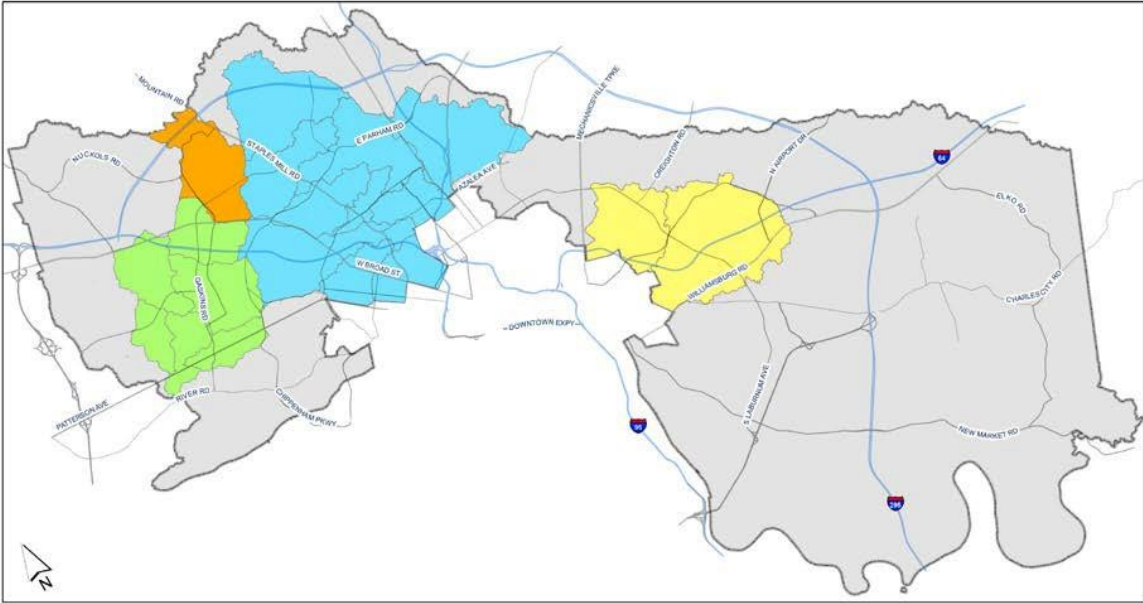 MOUNTAIN RD
NUCKOLS RD
STAPLES MILL RD
E PARHAM RD
AZALEA AVE
MECHANICSVILLE TPKE
CREIGHTON RD
N AIRPORT DR
64
ELKO RD
GASKINS RD
W BROAD ST.
WILLIAMSBURG RD
CHARLES CITY RD
DOWNTOWN EXPY
PATTERSON AVE
RIVER RD
CHIPPENHAM PKWY
S LABURNUM AVE
95
NEW MARKET RD
295
N